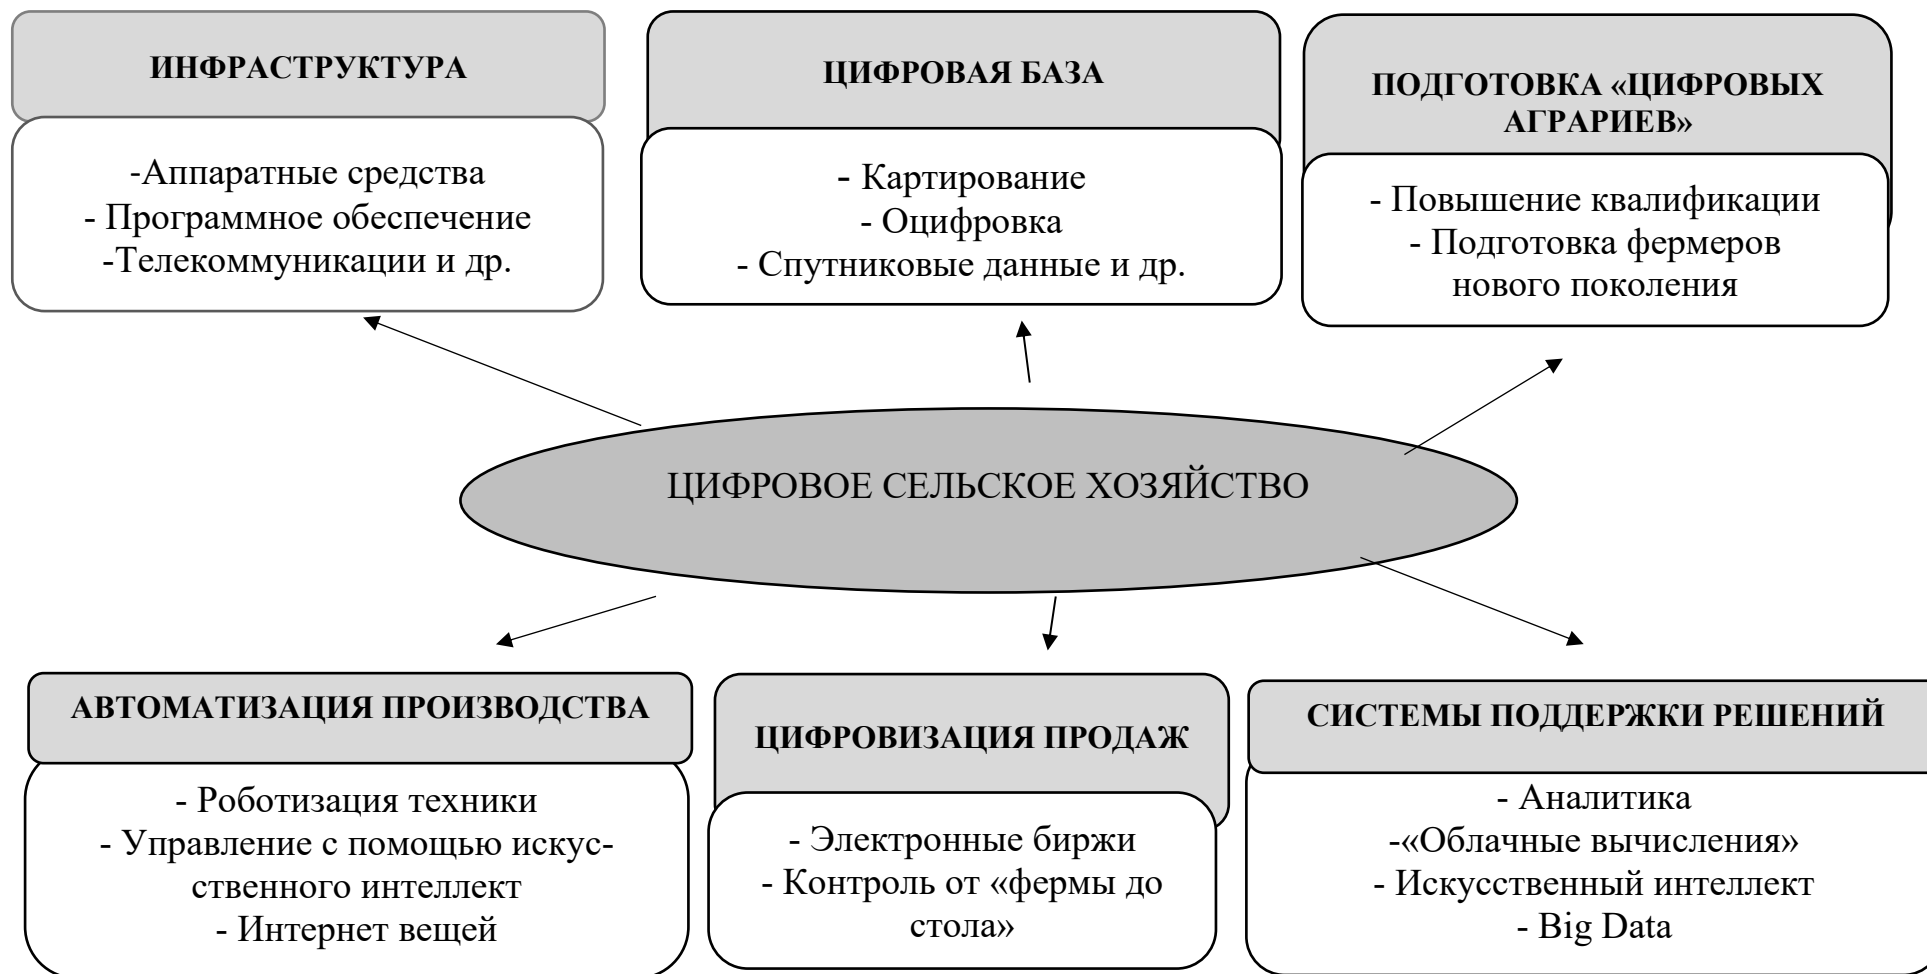 ИНФРАСТРУКТУРА
-Аппаратные средства
- Программное обеспечение
-Телекоммуникации и др.
ЦИФРОВАЯ БАЗА
- Картирование
- Оцифровка
- Спутниковые данные и др.
ПОДГОТОВКА «ЦИФРОВЫХ
АГРАРИЕВ»
- Повышение квалификации
- Подготовка фермеров
нового поколения
ЦИФРОВОЕ СЕЛЬСКОЕ ХОЗЯЙСТВО
АВТОМАТИЗАЦИЯ ПРОИЗВОДСТВА
- Роботизация техники
- Управление с помощью искус-
ственного интеллект
- Интернет вещей
ЦИФРОВИЗАЦИЯ ПРОДАЖ
- Электронные биржи
- Контроль от «фермы до
стола»
СИСТЕМЫ ПОДДЕРЖКИ РЕШЕНИЙ
- Аналитика
-«Облачные вычисления»
- Искусственный интеллект
- Big Data